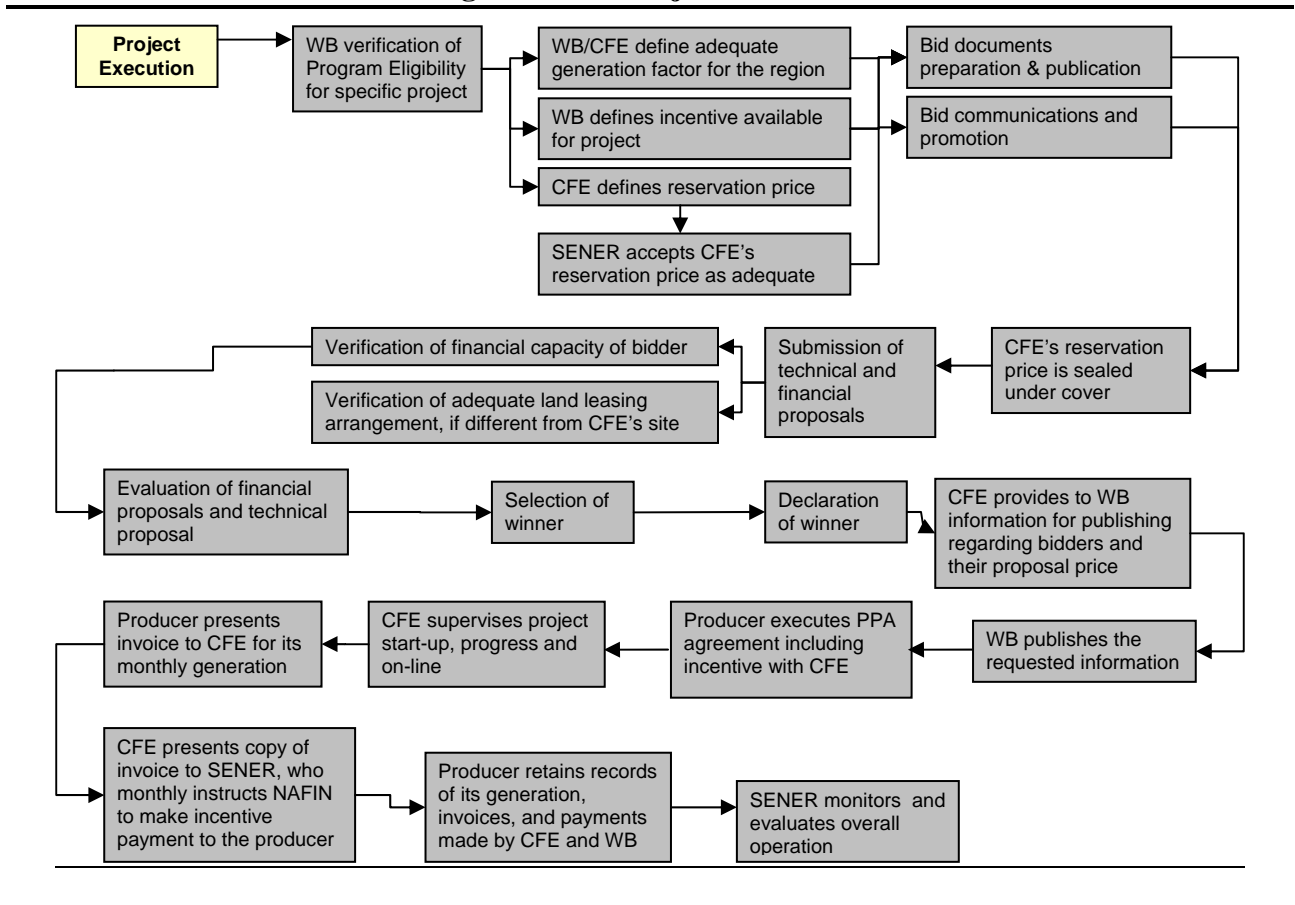 Project
Execution
WB verification of
Program Eligibility
for specific project
WB/CFE define adequate
generation factor for the region
WB defines incentive available
for project
CFE defines reservation price
SENER accepts CFE's
reservation price as adequate
Bid documents
preparation & publication
Bid communications and
promotion
CFE's reservation
price is sealed
under cover
Submission of
technical and
financial
proposals
Verification of financial capacity of bidder
Verification of adequate land leasing
arrangement, if different from CFE's site
Evaluation of financial
proposals and technical
proposal
Selection of
winner
Declaration
of winner
CFE provides to WB
information for publishing
regarding bidders and
their proposal price
WB publishes the
requested information
Producer executes PPA
agreement including
incentive with CFE
CFE supervises project
start-up, progress and
on-line
Producer presents
invoice to CFE for its
monthly generation
CFE presents copy of
invoice to SENER, who
monthly instructs NAFIN
to make incentive
payment to the producer
Producer retains records
of its generation,
invoices, and payments
made by CFE and WB
SENER monitors and
evaluates overall
operation